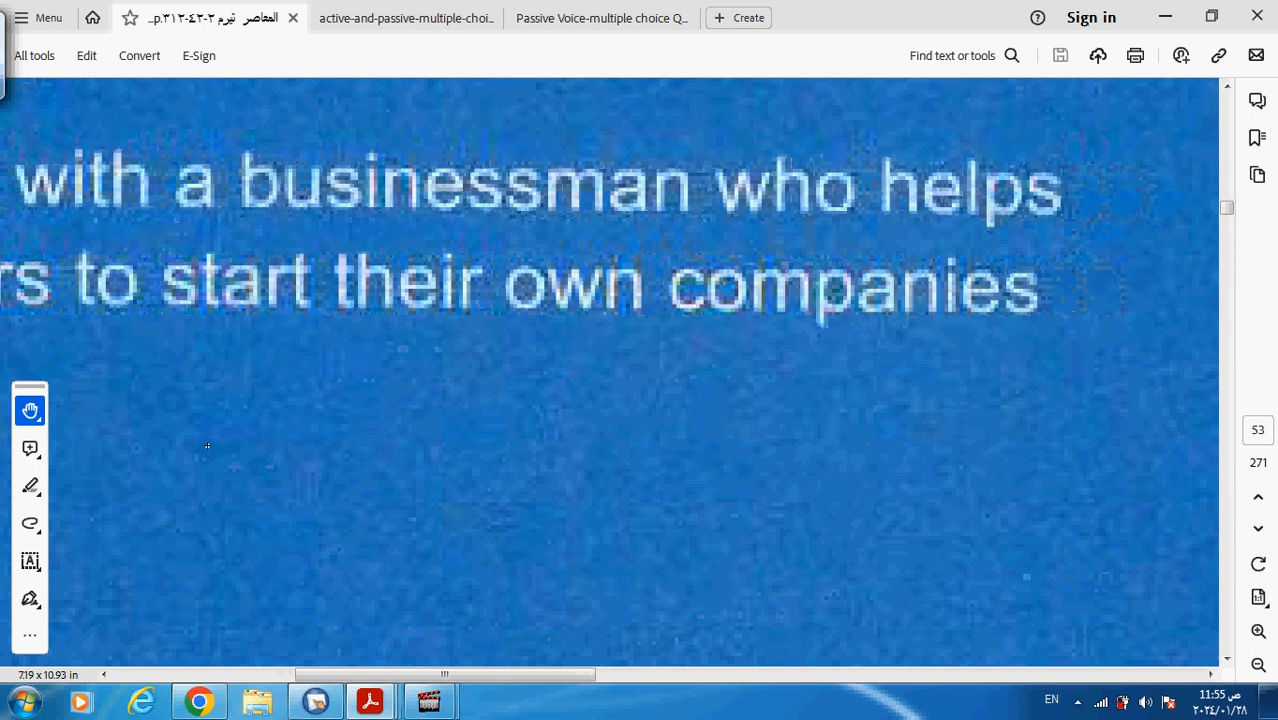 Menu
المعاصر تيرم ٢-٢٠٤٣-٣١٣.p...
active-and-passive-multiple-choi...
Passive Voice-multiple choice Q...
Create
Sign in
All tools
Edit
Convert
E-Sign
Find text or tools
with a businessman who helps
rs to start their own companies
53
271
7.19 x 10.93 in
EN
11:55 ص
٢٠٢٤/٠١/٢٨